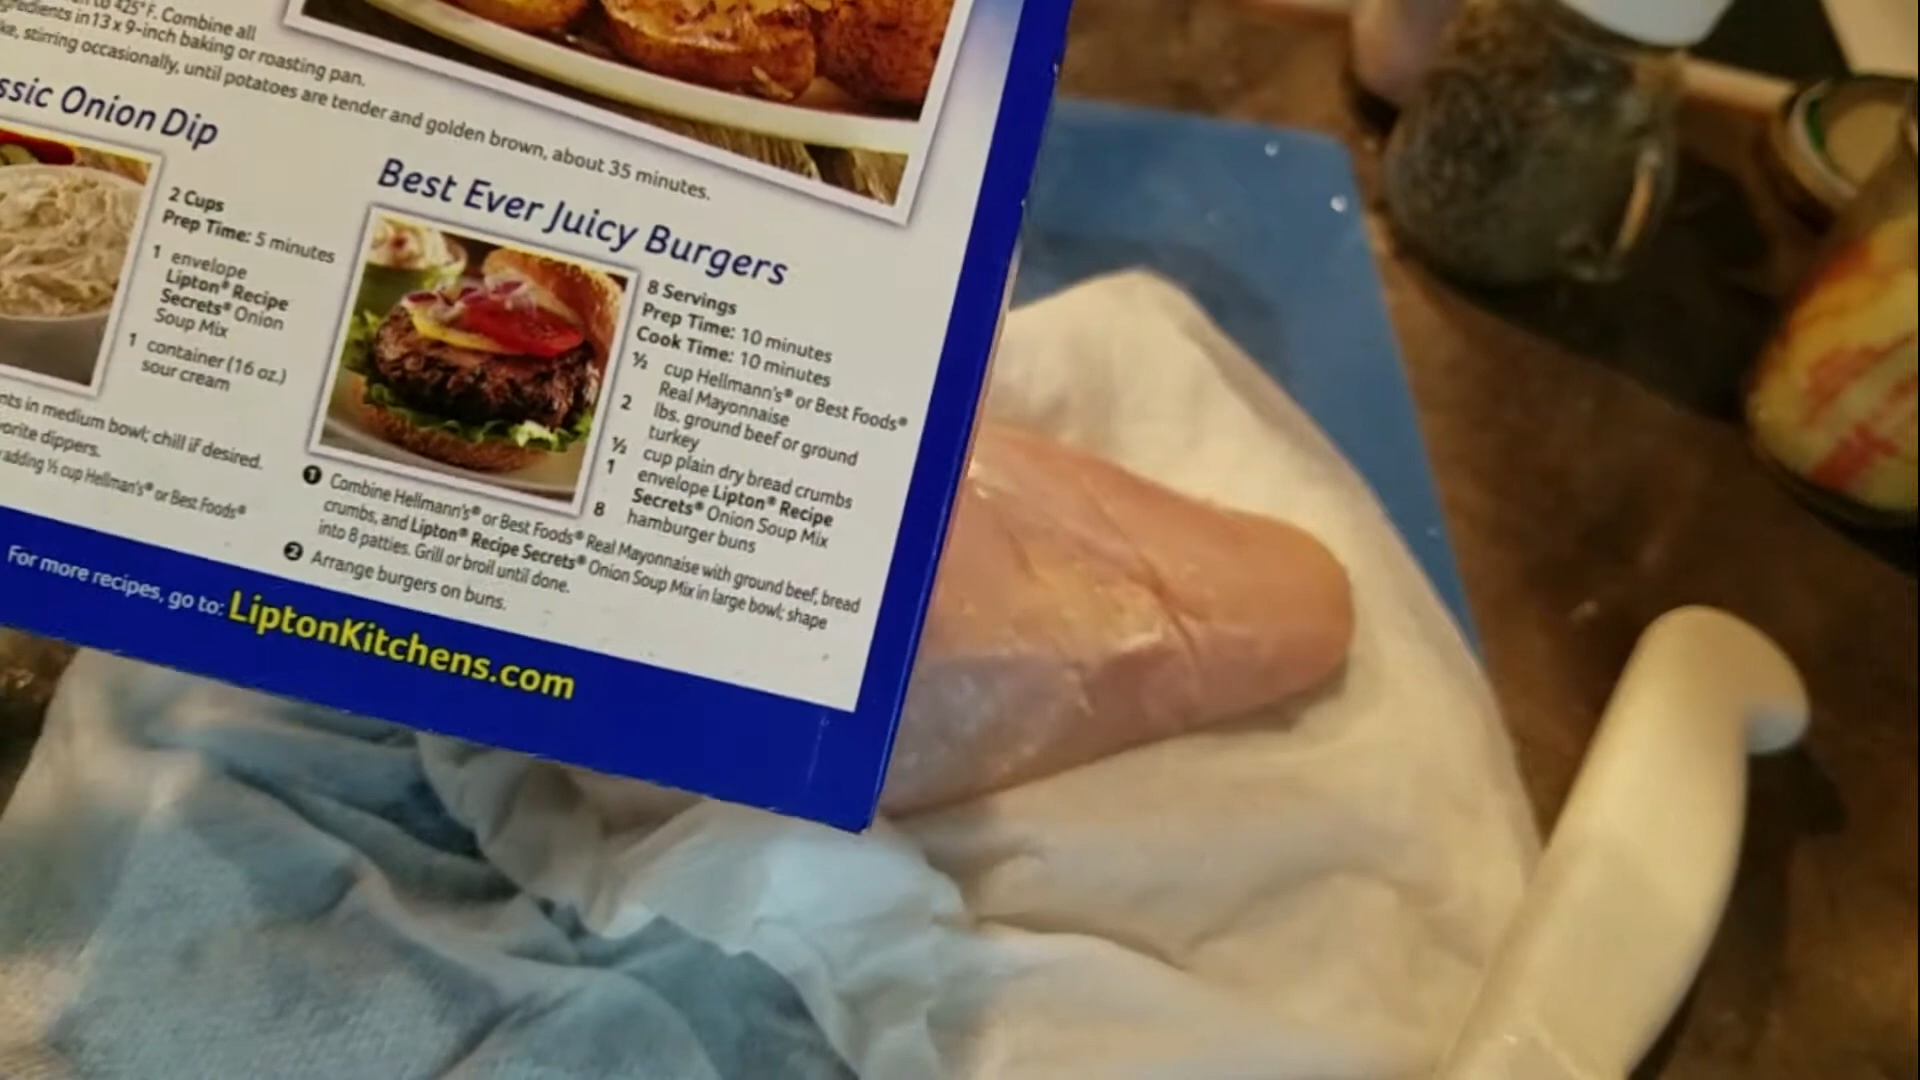 to 425° F. Combine all
ingredients in 13 x 9-inch baking or roasting pan.
stirring occasionally, until potatoes are tender and golden brown, about 35 minutes.
Onion Dip
2 Cups
Prep Time: 5 minutes
1 envelope
Lipton® Recipe
Secrets® Onion
Soup Mix
1 container (16 oz.)
sour cream
in medium bowl; chill if desired.
dippers.
adding ½ cup Hellman's® or Best Foods®
Best Ever Juicy Burgers
8 Servings
Prep Time: 10 minutes
Cook Time: 10 minutes
½ cup Hellmann's® or Best Foods®
Real Mayonnaise
2 lbs. ground beef or ground
turkey
½ cup plain dry bread crumbs
1 envelope Lipton® Recipe
Secrets® Onion Soup Mix
8 hamburger buns
1 Combine Hellmann's® or Best Foods® Real Mayonnaise with ground beef, bread
crumbs, and Lipton® Recipe Secrets® Onion Soup Mix in large bowl; shape
into 8 patties. Grill or broil until done.
2 Arrange burgers on buns.
For more recipes, go to: LiptonKitchens.com